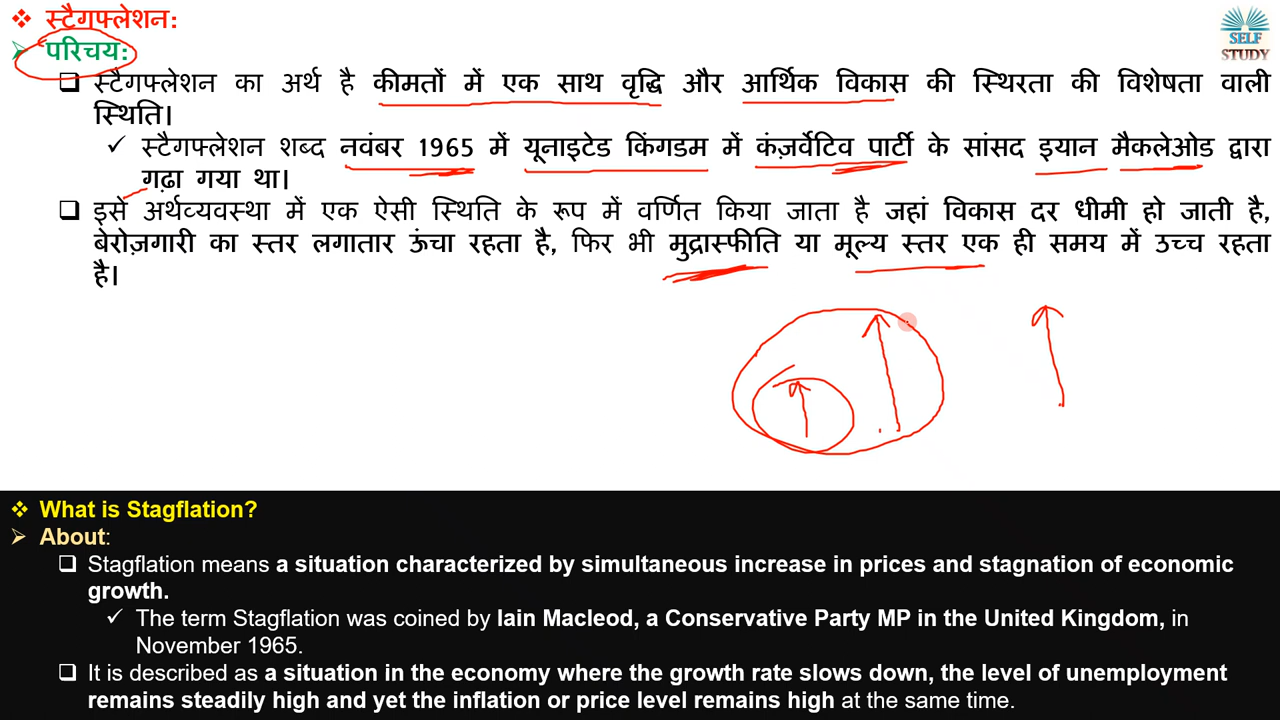 ❖ स्टैगफ्लेशन:
➢ परिचय:
SELF
STUDY
❑ स्टैगफ्लेशन का अर्थ है कीमतों में एक साथ वृद्धि और आर्थिक विकास की स्थिरता की विशेषता वाली
स्थिति।
✓ स्टैगफ्लेशन शब्द नवंबर 1965 में यूनाइटेड किंगडम में कंज़र्वेटिव पार्टी के सांसद इयान मैकलेओड द्वारा
गढ़ा गया था।
❑ इसे अर्थव्यवस्था में एक ऐसी स्थिति के रूप में वर्णित किया जाता है जहां विकास दर धीमी हो जाती है,
बेरोज़गारी का स्तर लगातार ऊंचा रहता है, फिर भी मुद्रास्फीति या मूल्य स्तर एक ही समय में उच्च रहता
है।
❖ What is Stagflation?
➢ About:
❑ Stagflation means a situation characterized by simultaneous increase in prices and stagnation of economic
growth.
✓ The term Stagflation was coined by Iain Macleod, a Conservative Party MP in the United Kingdom, in
November 1965.
❑ It is described as a situation in the economy where the growth rate slows down, the level of unemployment
remains steadily high and yet the inflation or price level remains high at the same time.